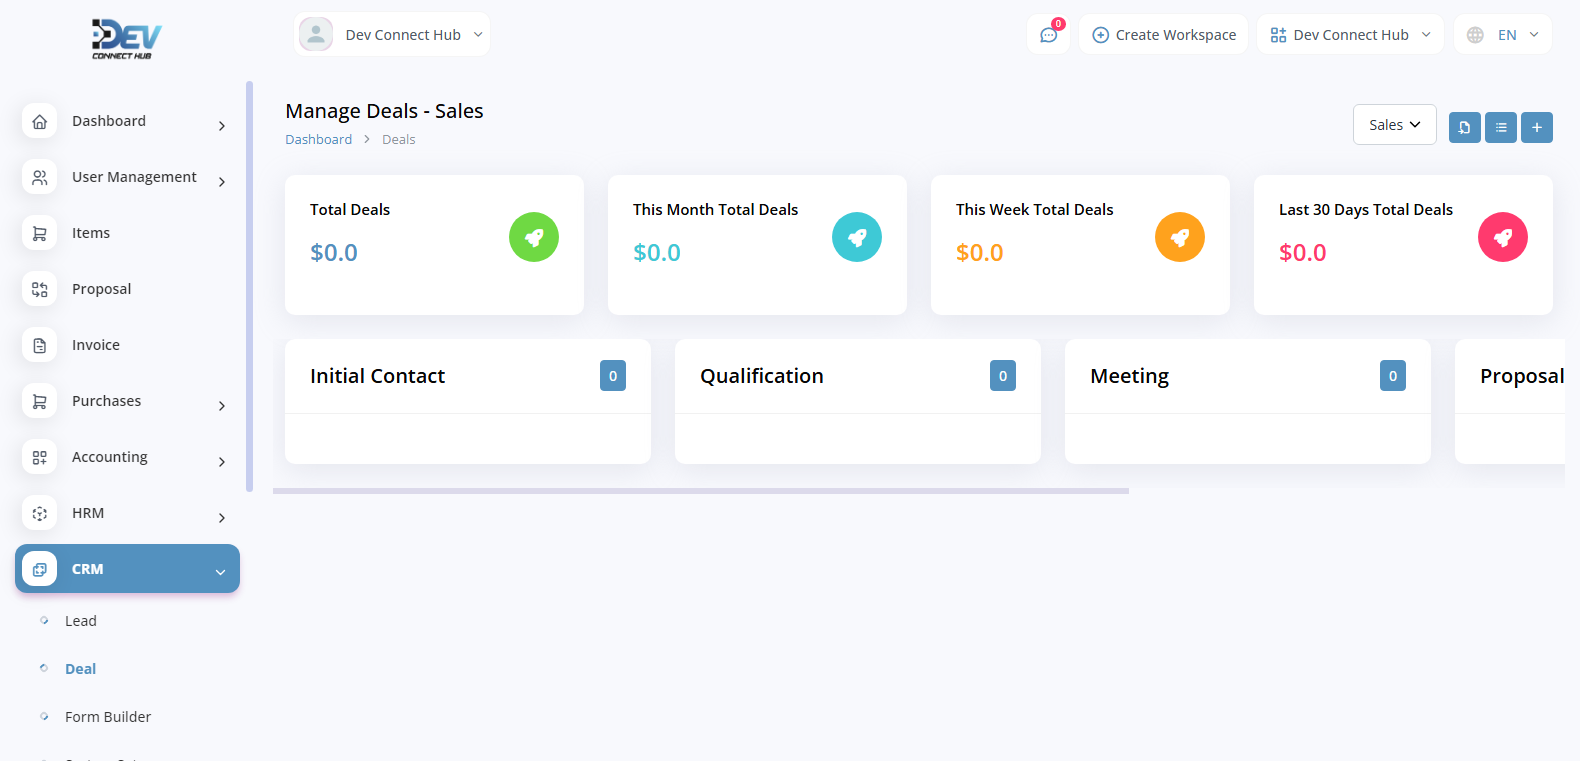 DEV
CONNECT HUB
Dev Connect Hub
0
Create Workspace
Dev Connect Hub
EN
Dashboard
User Management
Items
Proposal
Invoice
Purchases
Accounting
HRM
CRM
Lead
Deal
Form Builder
Manage Deals - Sales
Dashboard > Deals
Sales
Total Deals
$0.0
This Month Total Deals
$0.0
This Week Total Deals
$0.0
Last 30 Days Total Deals
$0.0
Initial Contact 0
Qualification 0
Meeting 0
Proposal